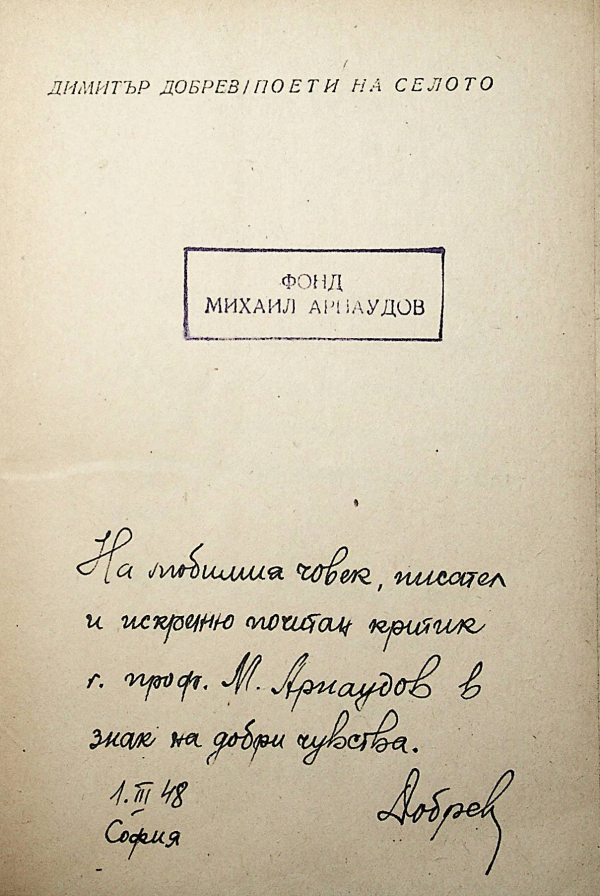 ДИМИТЪР ДОБРЕВ/ПОЕТИ НА СЕЛОТО
ФОНД
МИХАИЛ АРНАУДОВ
На любимия човек, писател
и искренно почитан критик
г. проф. М. Арнаудов в
знак на добри чувства.
1.III 48
София
Добрев